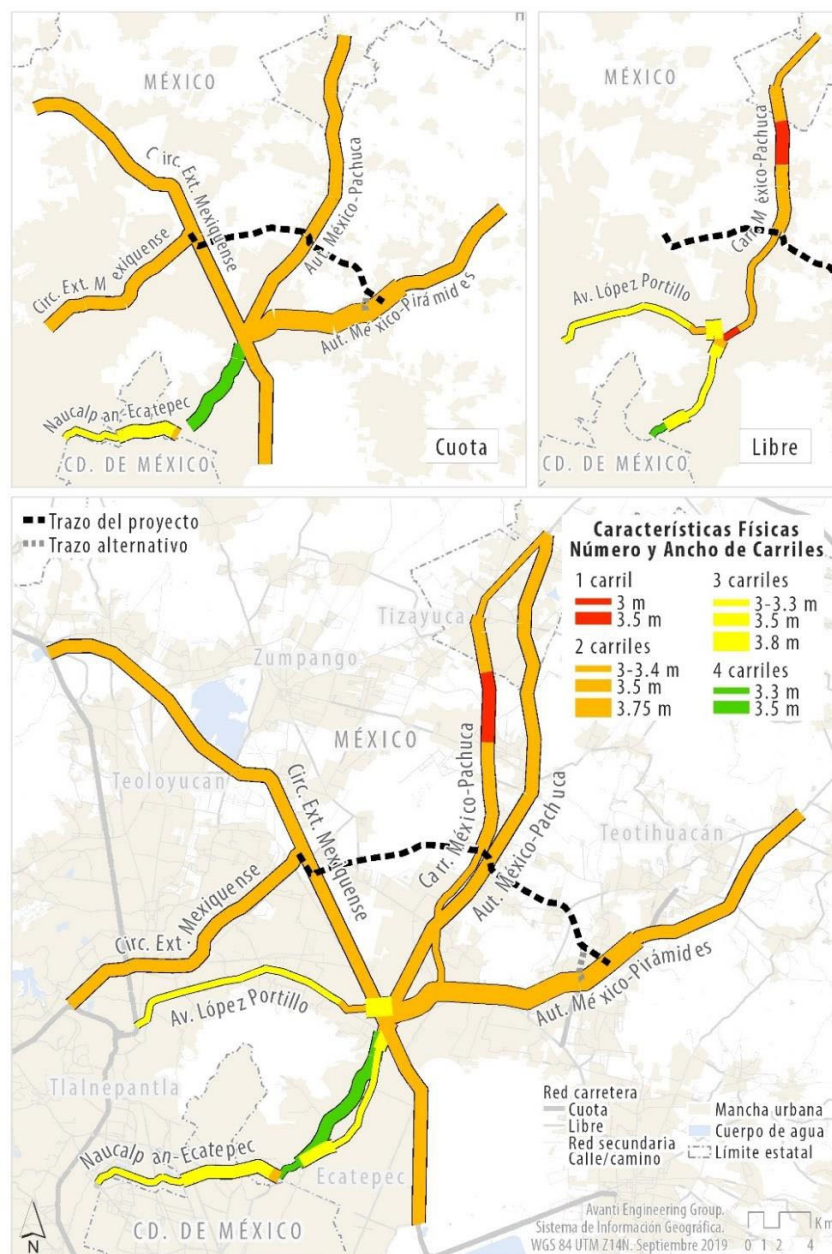 MÉXICO
Circ. Ext. Mexiquense
Aut. México-Pachuca
Circ. Ext. Mexiquense
Aut. México-Pirámides
Naucalpan-Ecatepec
CD. DE MÉXICO
Cuota
MÉXICO
Carr. México-Pachuca
Av. López Portillo
CD. DE MÉXICO
Libre
Trazo del proyecto
Trazo alternativo
Características Físicas
Número y Ancho de Carriles
1 carril
3 m
3.5 m
2 carriles
3-3.4 m
3.5 m
3.75 m
3 carriles
3-3.3 m
3.5 m
3.8 m
4 carriles
3.3 m
3.5 m
Tizayuca
Zumpango
MÉXICO
Teoloyucan
Circ. Ext. Mexiquense
Carr. México-Pachuca
Aut. México-Pachuca
Teotihuacán
Circ. Ext. Mexiquense
Av. López Portillo
Aut. México-Pirámides
Tlalnepantla
Naucalpan-Ecatepec
Ecatepec
CD. DE MÉXICO
Red carretera
Cuota
Libre
Red secundaria
Calle/camino
Mancha urbana
Cuerpo de agua
Límite estatal
Avanti Engineering Group.
Sistema de Información Geográfica.
WGS 84 UTM Z14N. Septiembre 2019
Km
0 1 2 4
N